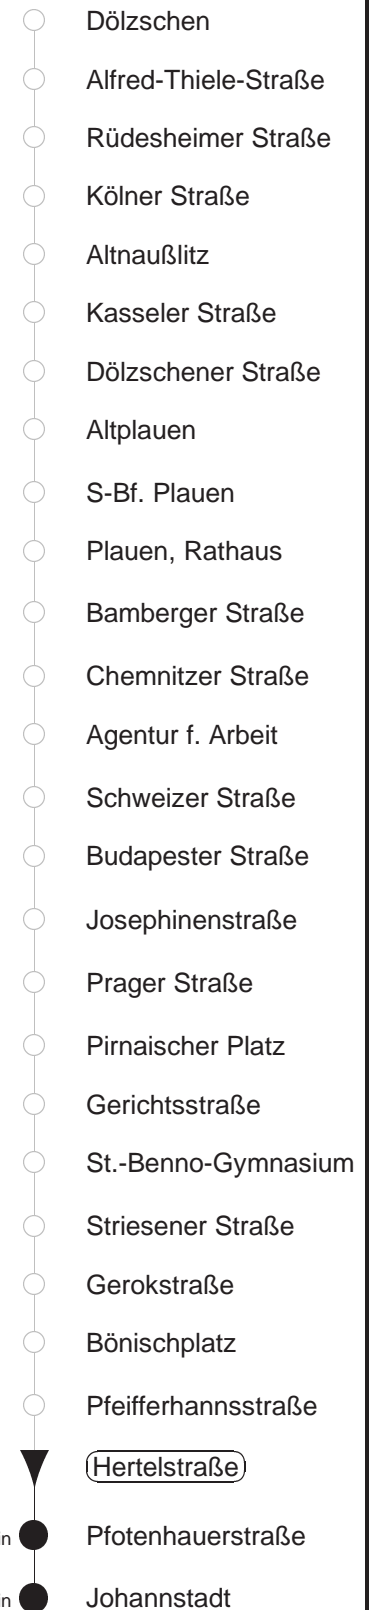 Dölzschen
Alfred-Thiele-Straße
Rüdesheimer Straße
Kölner Straße
Altnaußlitz
Kasseler Straße
Dölzschener Straße
Altplauen
S-Bf. Plauen
Plauen, Rathaus
Bamberger Straße
Chemnitzer Straße
Agentur f. Arbeit
Schweizer Straße
Budapester Straße
Josephinenstraße
Prager Straße
Pirnaischer Platz
Gerichtsstraße
St.-Benno-Gymnasium
Striesener Straße
Gerokstraße
Bönischplatz
Pfeifferhannsstraße
Hertelstraße
Pfotenhauerstraße
Johannstadt